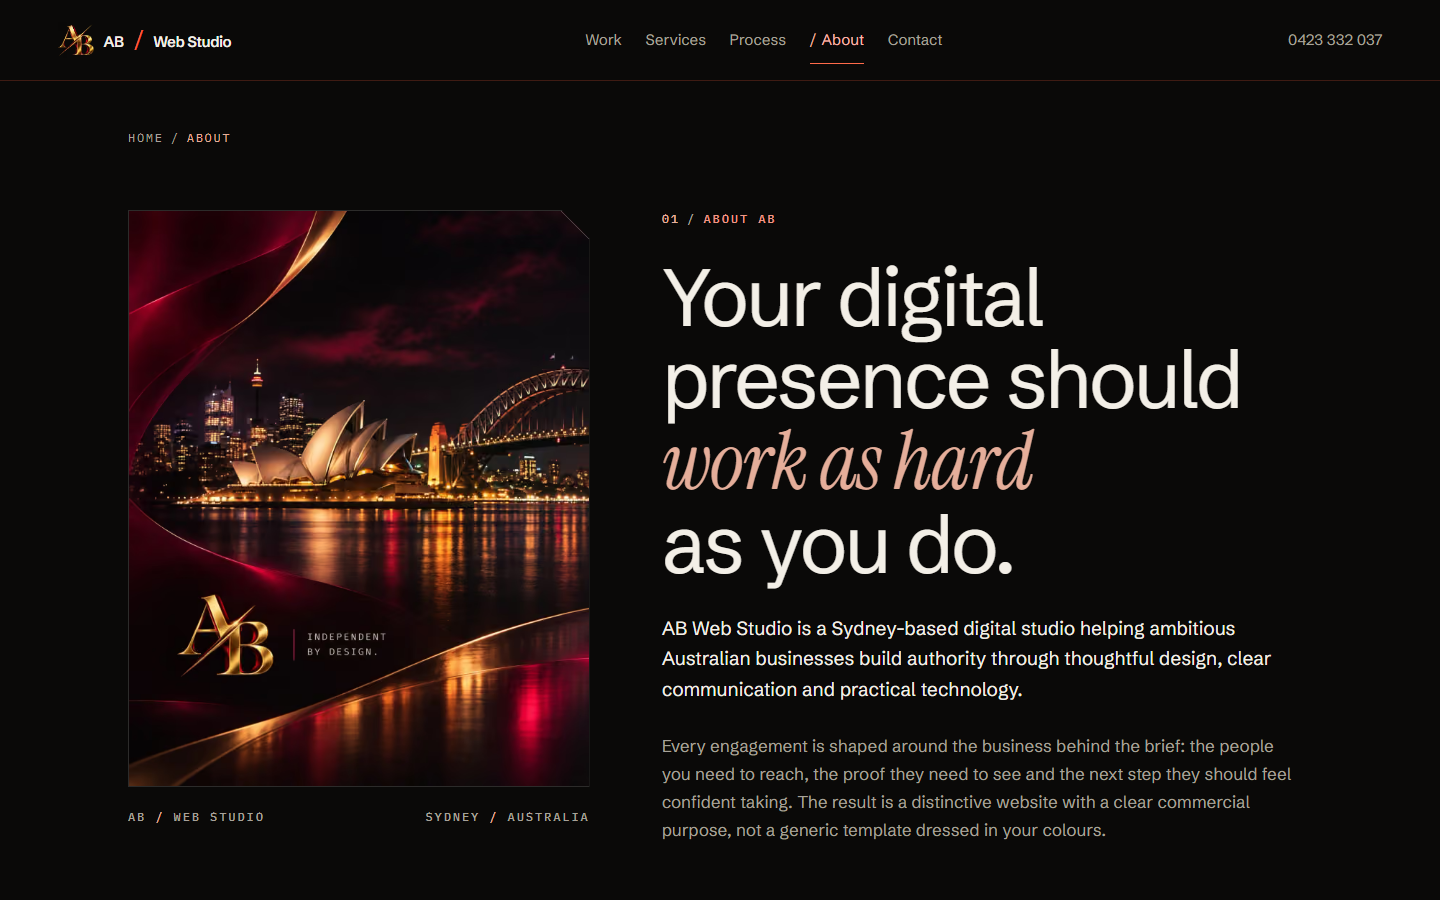 AB AB / Web Studio
Work Services Process / About Contact
0423 332 037
HOME / ABOUT
AB INDEPENDENT
BY DESIGN.
AB / WEB STUDIO SYDNEY / AUSTRALIA
01 / ABOUT AB
Your digital
presence should
work as hard
as you do.
AB Web Studio is a Sydney-based digital studio helping ambitious
Australian businesses build authority through thoughtful design, clear
communication and practical technology.
Every engagement is shaped around the business behind the brief: the people
you need to reach, the proof they need to see and the next step they should feel
confident taking. The result is a distinctive website with a clear commercial
purpose, not a generic template dressed in your colours.